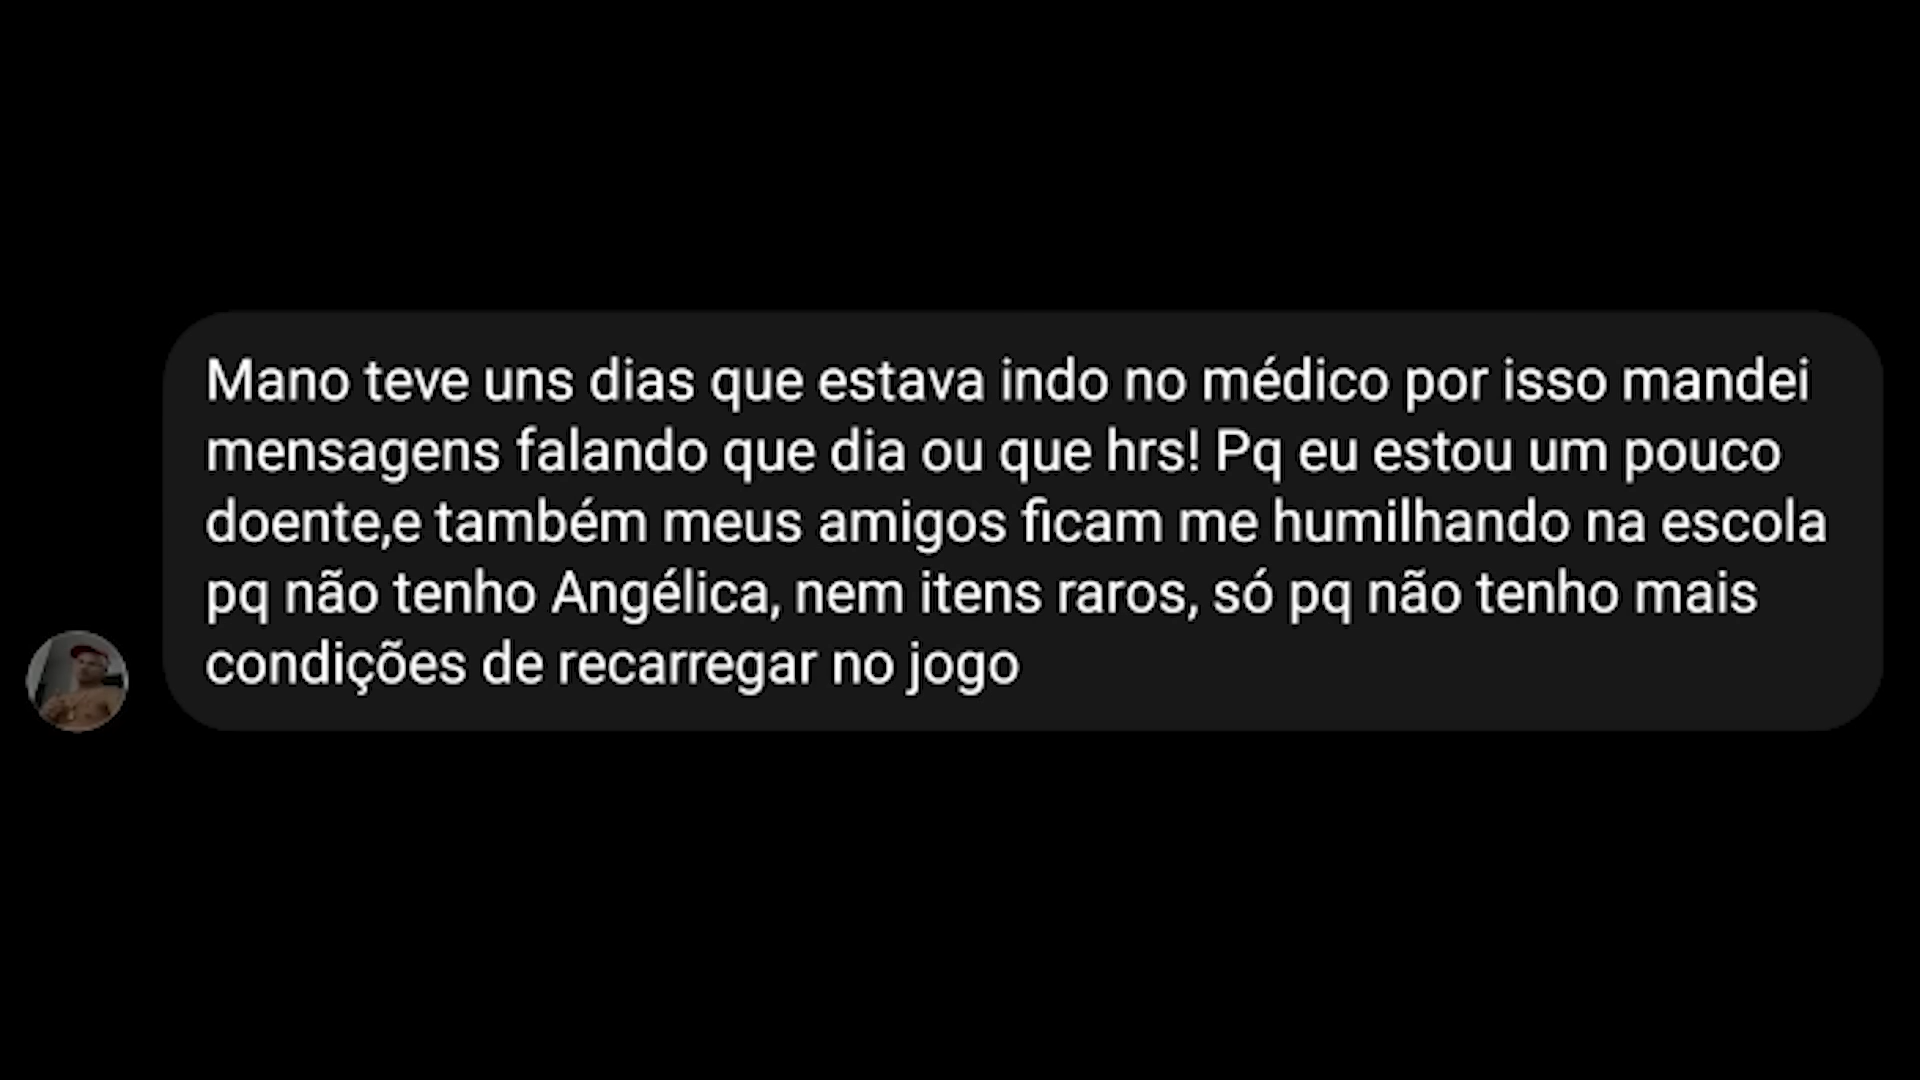 Mano teve uns dias que estava indo no médico por isso mandei
mensagens falando que dia ou que hrs! Pq eu estou um pouco
doente,e também meus amigos ficam me humilhando na escola
pq não tenho Angélica, nem itens raros, só pq não tenho mais
condições de recarregar no jogo